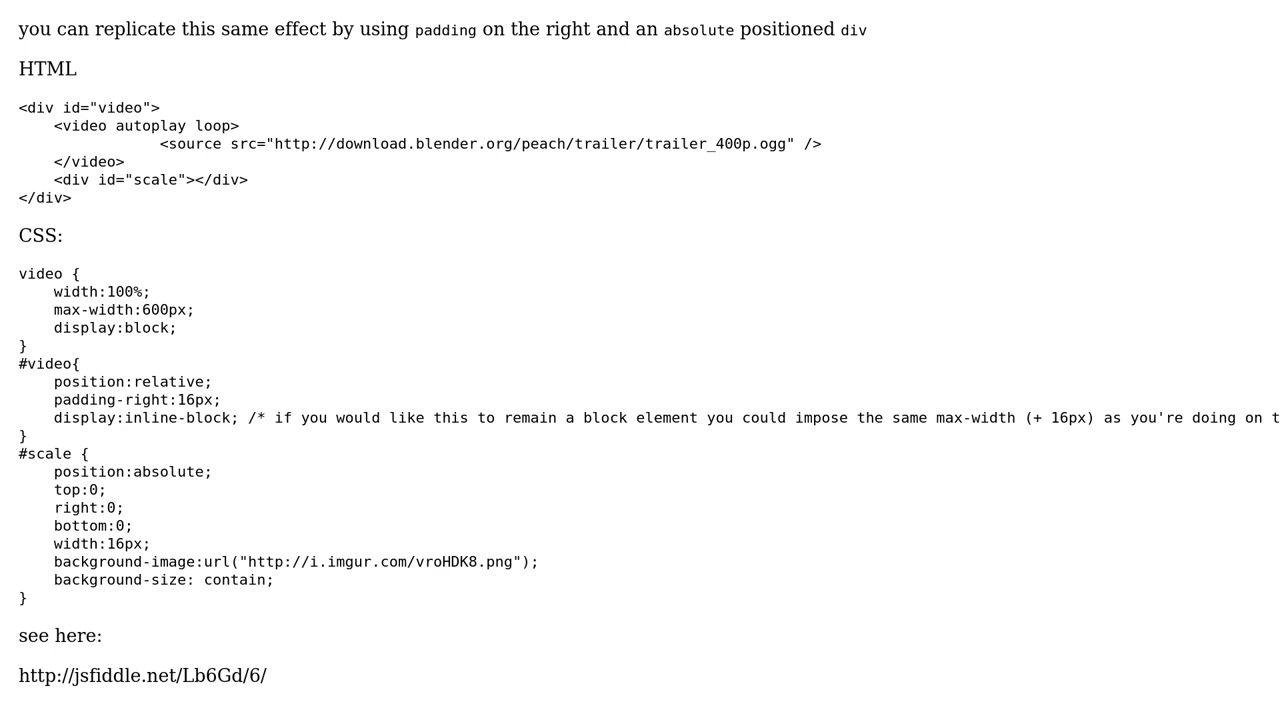 you can replicate this same effect by using padding on the right and an absolute positioned div
HTML
<div id="video">
    <video autoplay loop>
                <source src="http://download.blender.org/peach/trailer/trailer_400p.ogg" />
    </video>
    <div id="scale"></div>
</div>
CSS:
video {
    width:100%;
    max-width:600px;
    display:block;
}
#video{
    position:relative;
    padding-right:16px;
    display:inline-block; /* if you would like this to remain a block element you could impose the same max-width (+ 16px) as you're doing on t
}
#scale {
    position:absolute;
    top:0;
    right:0;
    bottom:0;
    width:16px;
    background-image:url("http://i.imgur.com/vroHDK8.png");
    background-size: contain;
}
see here:
http://jsfiddle.net/Lb6Gd/6/